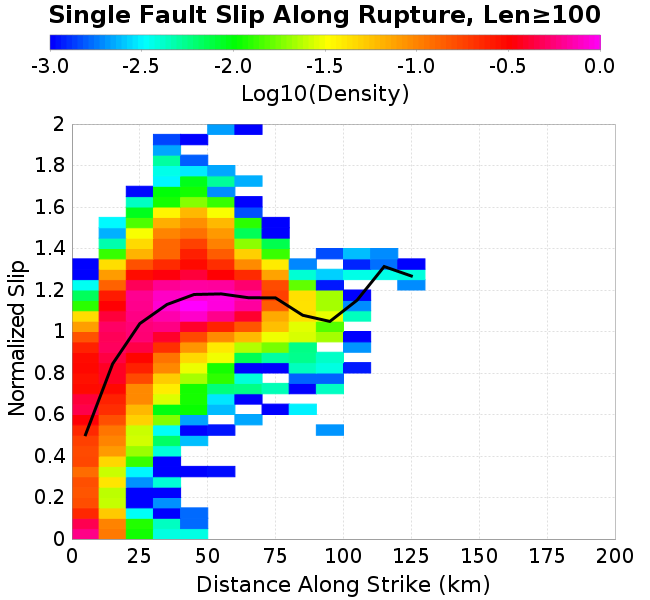 Single Fault Slip Along Rupture, Len≥100
-3.0 -2.5 -2.0 -1.5 -1.0 -0.5 0.0
Log10(Density)
2
1.8
1.6
1.4
1.2
1
0.8
0.6
0.4
0.2
0
Normalized Slip
0 25 50 75 100 125 150 175 200
Distance Along Strike (km)